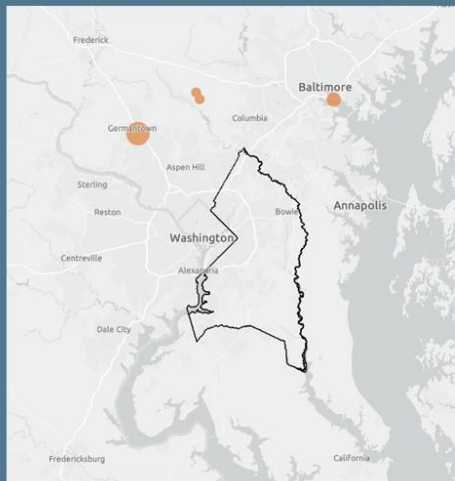 Frederick
Baltimore
Germantown
Columbia
Aspen Hill
Sterling
Annapolis
Reston
Bowie
Washington
Centreville
Alexandria
Dale City
Fredericksburg
California